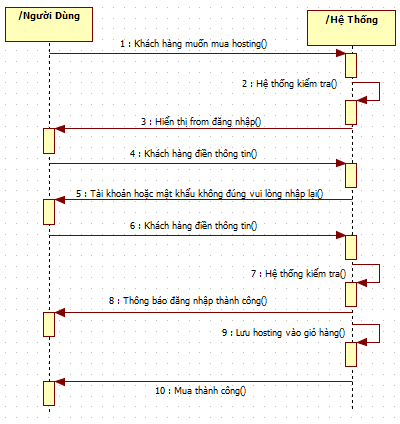 /Người Dùng
/Hệ Thống
1 : Khách hàng muốn mua hosting()
2 : Hệ thống kiểm tra()
3 : Hiển thị from đăng nhập()
4 : Khách hàng điền thông tin()
5 : Tài khoản hoặc mật khẩu không đúng vui lòng nhập lại()
6 : Khách hàng điền thông tin()
7 : Hệ thống kiểm tra()
8 : Thông báo đăng nhập thành công()
9 : Lưu hosting vào giỏ hàng()
10 : Mua thành công()